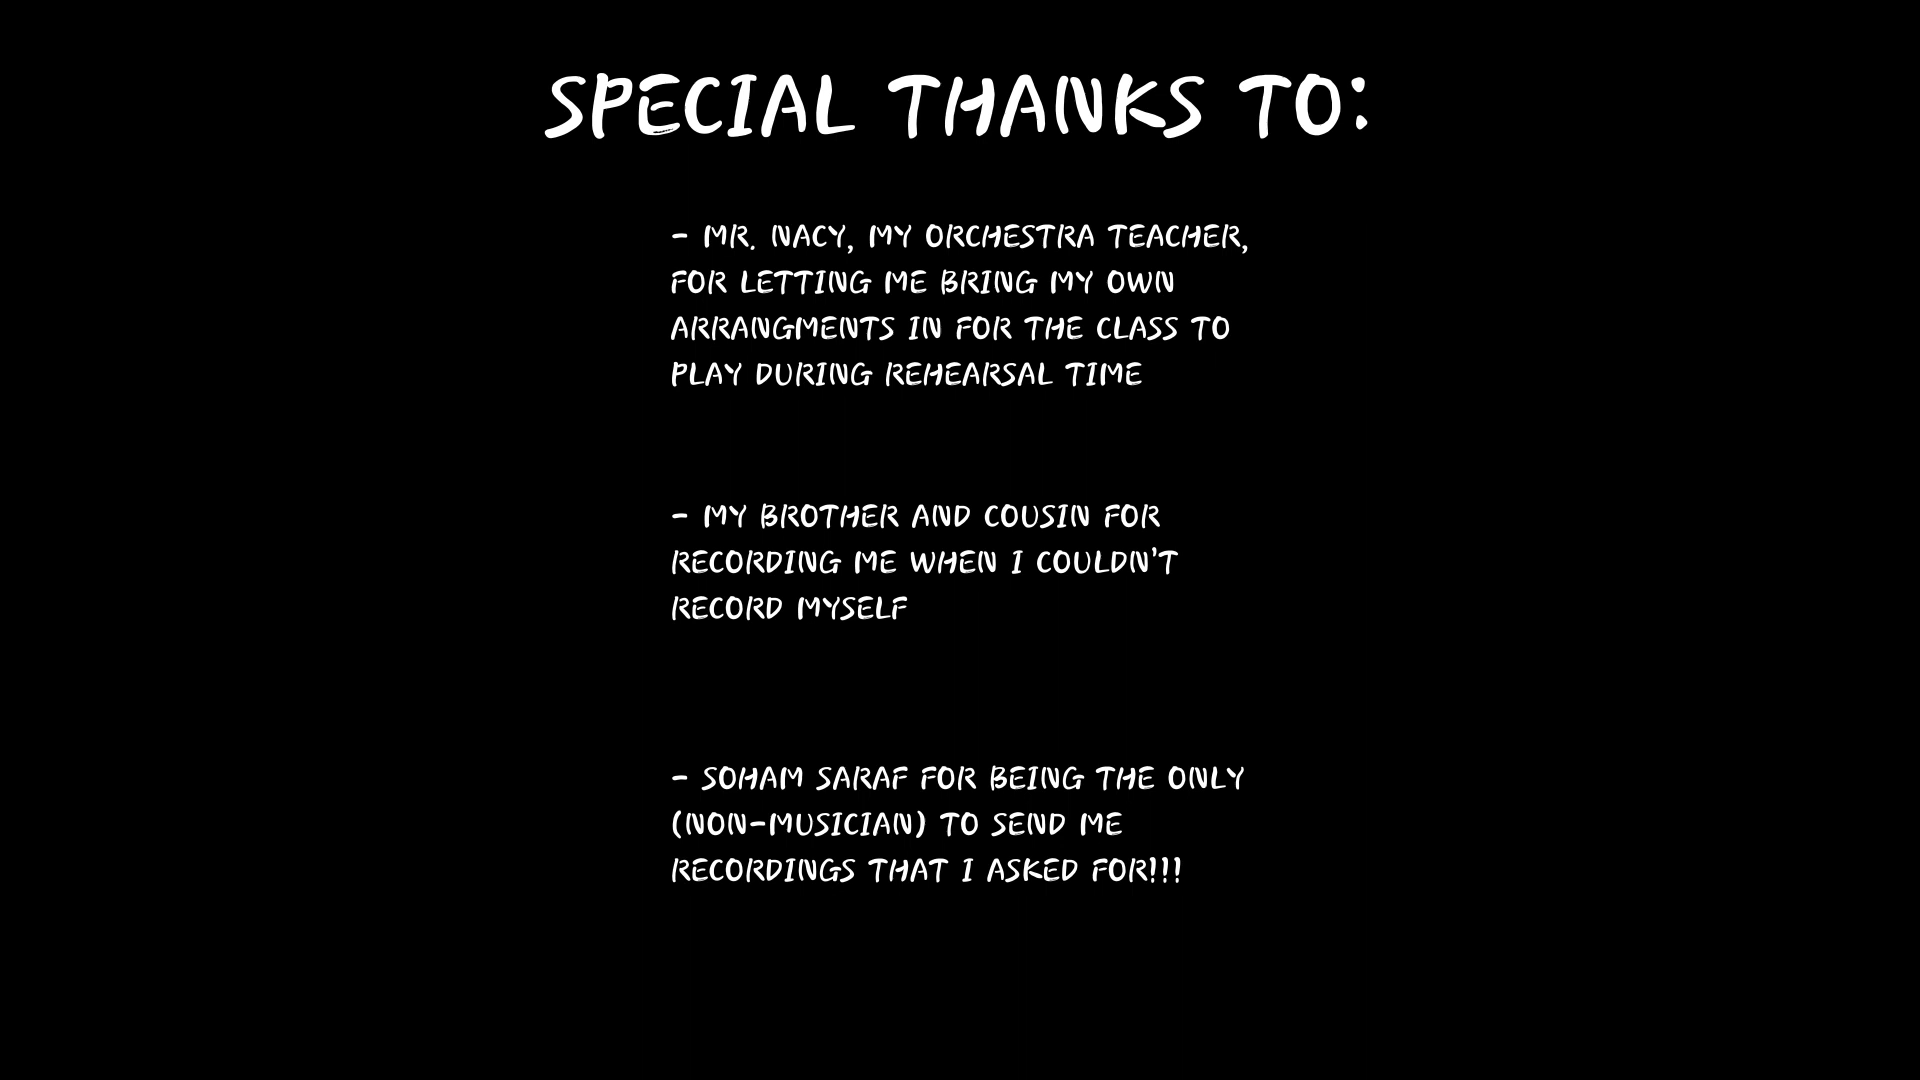 SPECIAL THANKS TO:
- MR. NACY, MY ORCHESTRA TEACHER,
FOR LETTING ME BRING MY OWN
ARRANGMENTS IN FOR THE CLASS TO
PLAY DURING REHEARSAL TIME
- MY BROTHER AND COUSIN FOR
RECORDING ME WHEN I COULDN'T
RECORD MYSELF
- SOHAM SARAF FOR BEING THE ONLY
(NON-MUSICIAN) TO SEND ME
RECORDINGS THAT I ASKED FOR!!!